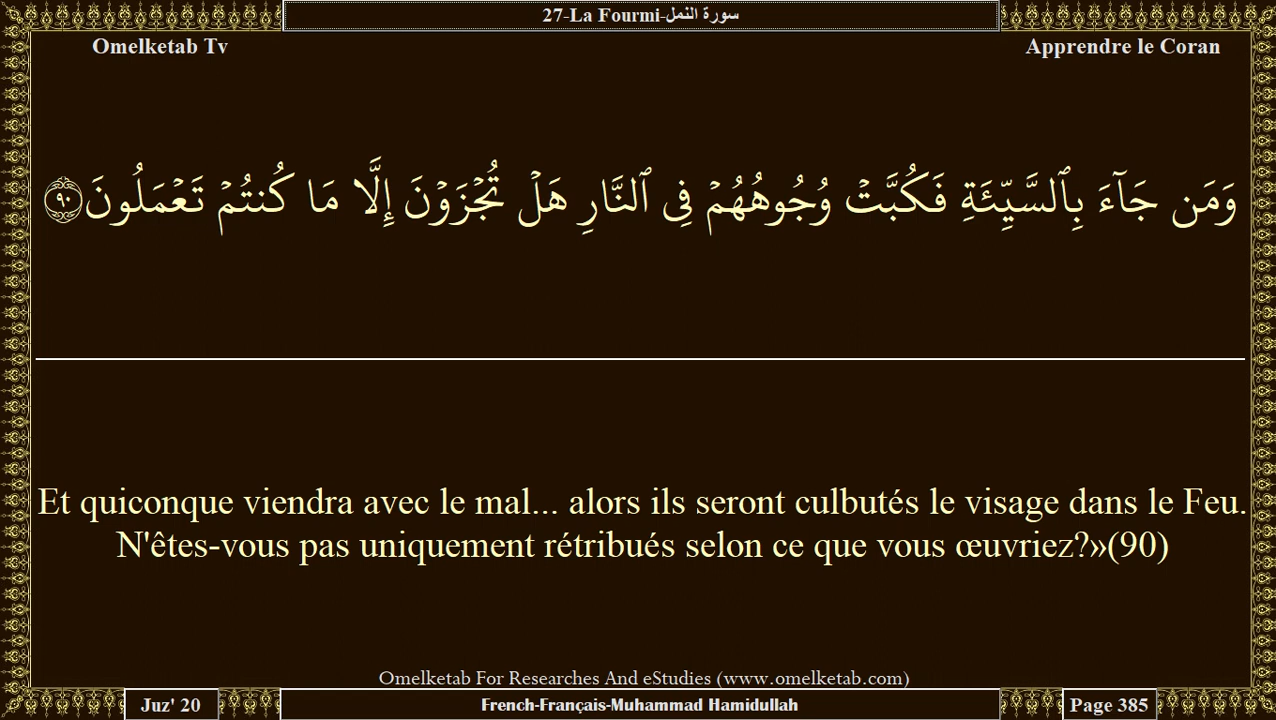 27-La Fourmi-سورة النمل
Omelketab Tv
Apprendre le Coran
وَمَن جَآءَ بِٱلسَّيِّئَةِ فَكُبَّتۡ وُجُوهُهُمۡ فِى ٱلنَّارِ هَلۡ تُجۡزَوۡنَ إِلَّا مَا كُنتُمۡ تَعۡمَلُونَ ٩٠
Et quiconque viendra avec le mal... alors ils seront culbutés le visage dans le Feu.
N'êtes-vous pas uniquement rétribués selon ce que vous œuvriez?»(90)
Omelketab For Researches And eStudies (www.omelketab.com)
Juz' 20
French-Français-Muhammad Hamidullah
Page 385